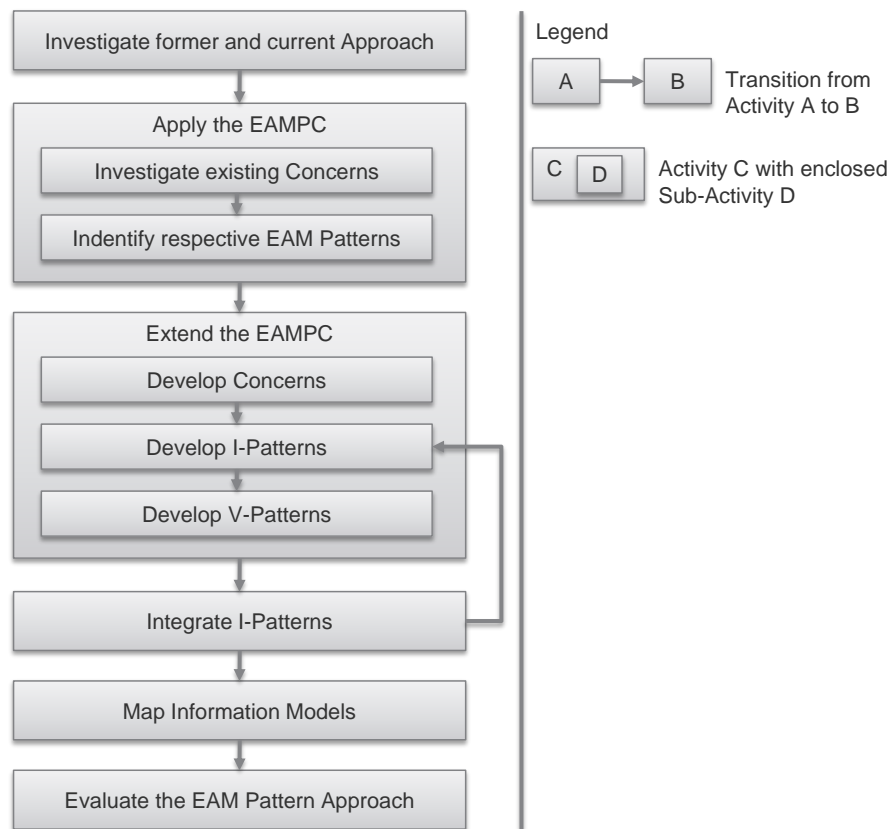 Investigate former and current Approach
Apply the EAMPC
Investigate existing Concerns
Indentify respective EAM Patterns
Extend the EAMPC
Develop Concerns
Develop I-Patterns
Develop V-Patterns
Integrate I-Patterns
Map Information Models
Evaluate the EAM Pattern Approach
Legend
A
B
Transition from
Activity A to B
C
D
Activity C with enclosed
Sub-Activity D